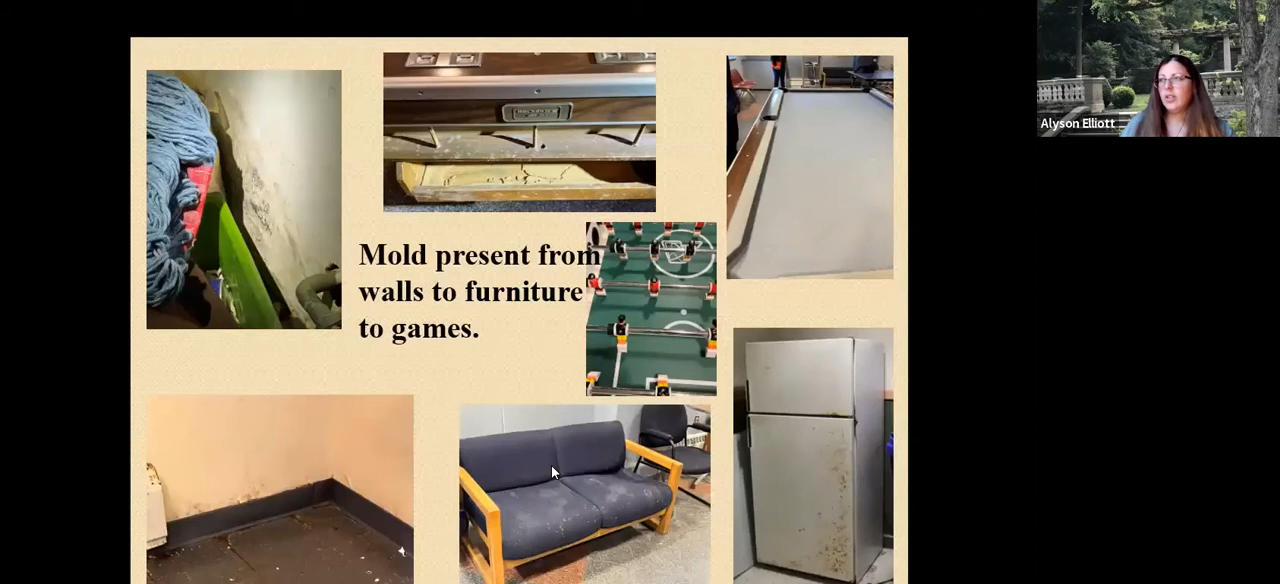 Alyson Elliott
Mold present from
walls to furniture
to games.